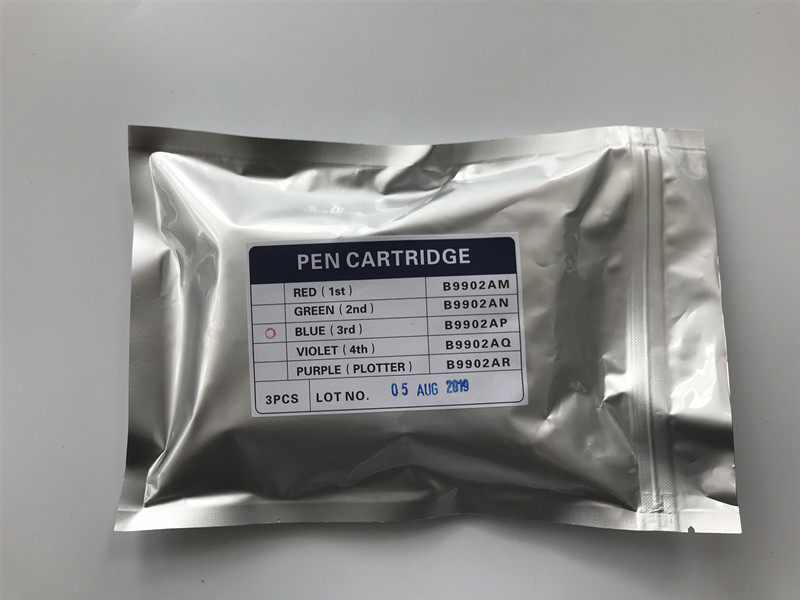 PEN CARTRIDGE
RED (1st) B9902AM
GREEN (2nd) B9902AN
BLUE (3rd) B9902AP
VIOLET (4th) B9902AQ
PURPLE (PLOTTER) B9902AR
3PCS LOT NO. 05 AUG 2019